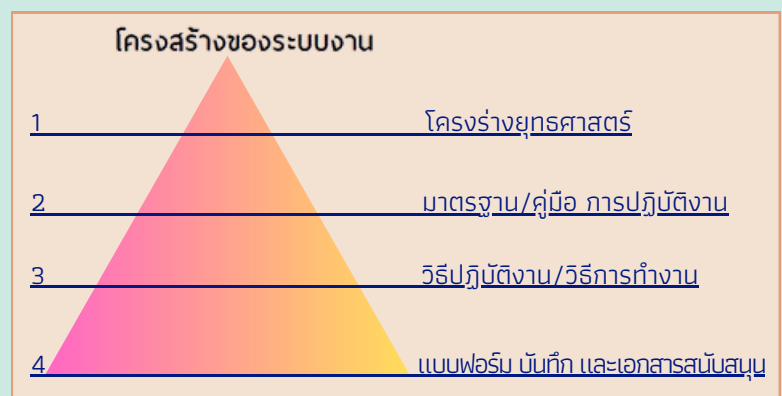 โครงสร้างของระบบงาน
1 โครงร่างยุทธศาสตร์
2 มาตรฐาน/คู่มือ การปฏิบัติงาน
3 วิธีปฏิบัติงาน/วิธีการทำงาน
4 แบบฟอร์ม บันทึก และเอกสารสนับสนุน